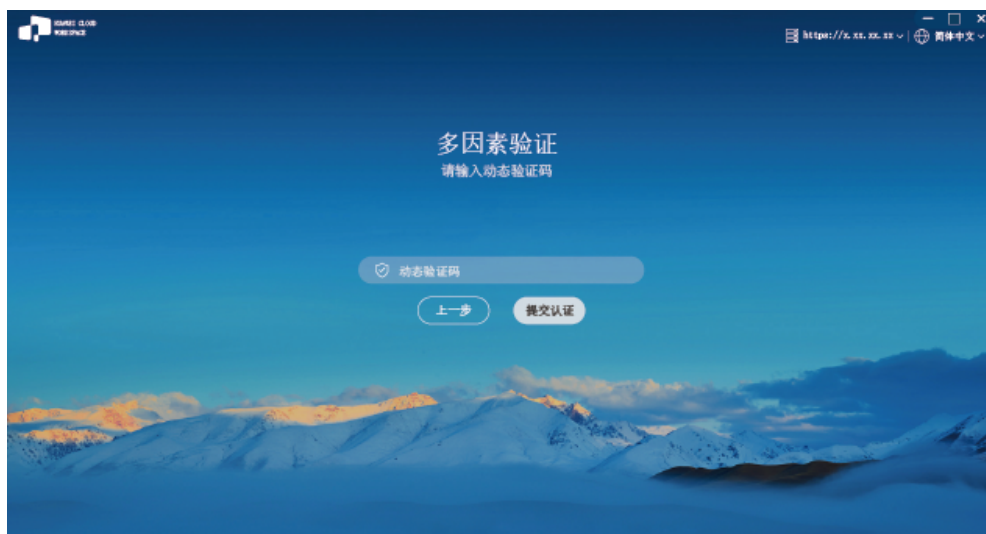 HUAWEI CLOUD
WORKSPACE
https://x.xx.xx.xx
简体中文
多因素验证
请输入动态验证码
动态验证码
上一步
提交认证